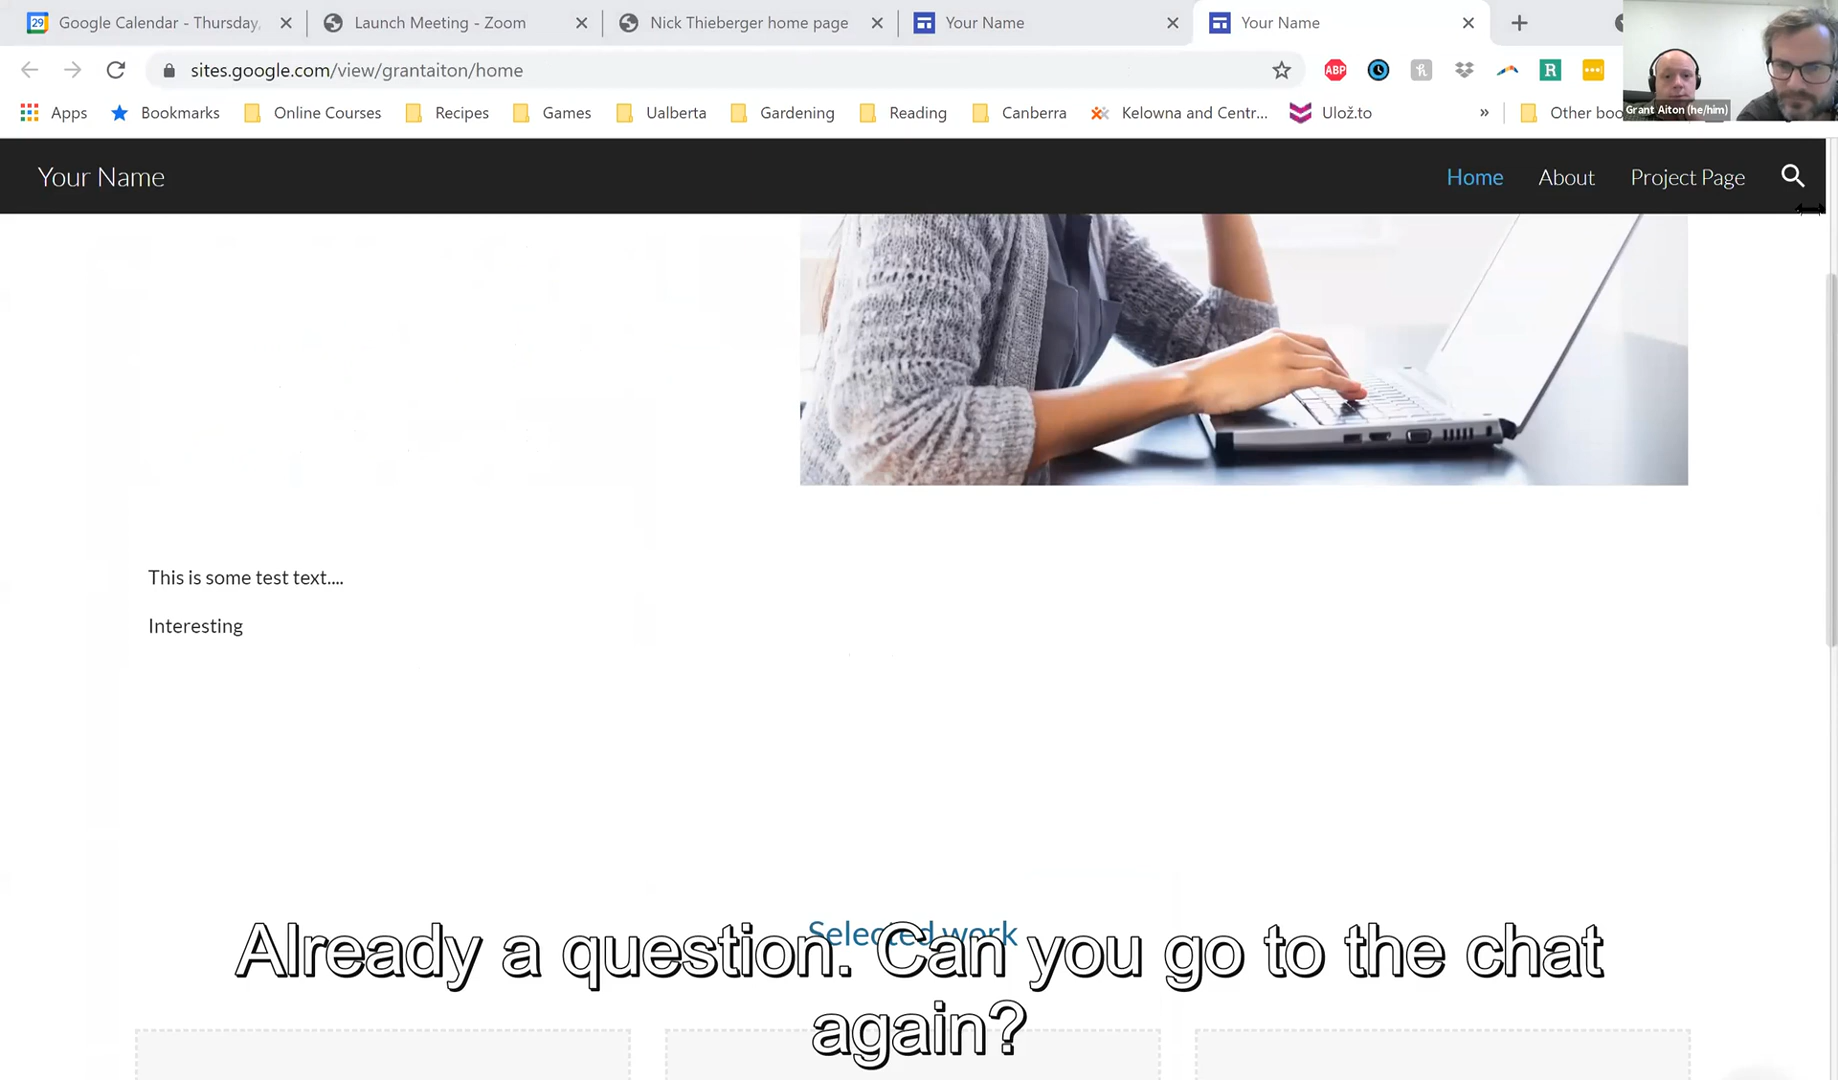 29 Google Calendar - Thursday, Launch Meeting - Zoom Nick Thieberger home page Your Name Your Name
sites.google.com/view/grantaiton/home ABP R
Apps Bookmarks Online Courses Recipes Games Ualberta Gardening Reading Canberra Kelowna and Centr... Ulož.to » Other boo
Grant Aiton (he/him)
Your Name Home About Project Page
This is some test text....
Interesting
Selected work
Already a question. Can you go to the chat
again?